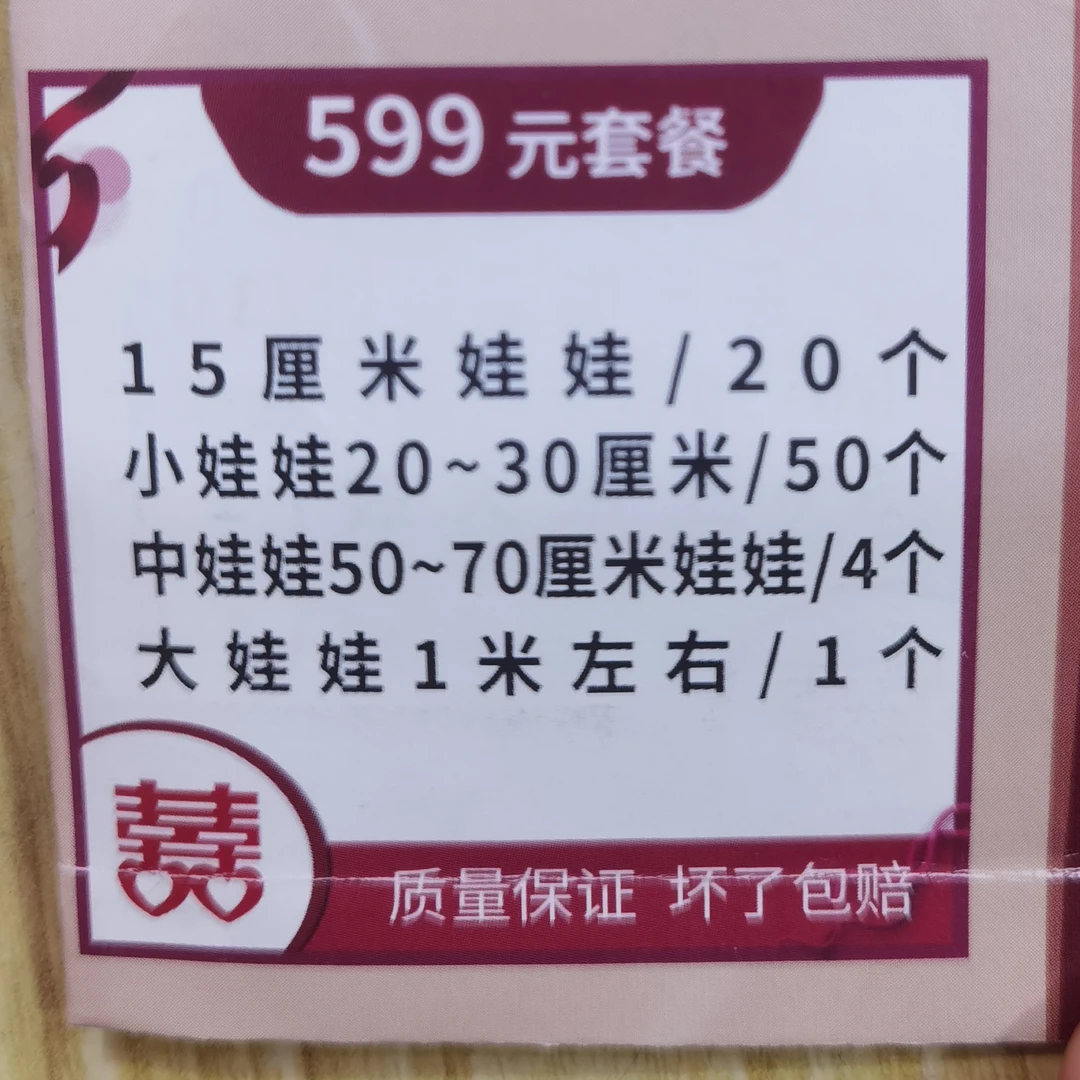 599 元套餐
15厘米娃娃/20个
小娃娃20~30厘米/50个
中娃娃50~70厘米娃娃/4个
大娃娃1米左右/1个
囍
质量保证 坏了包赔